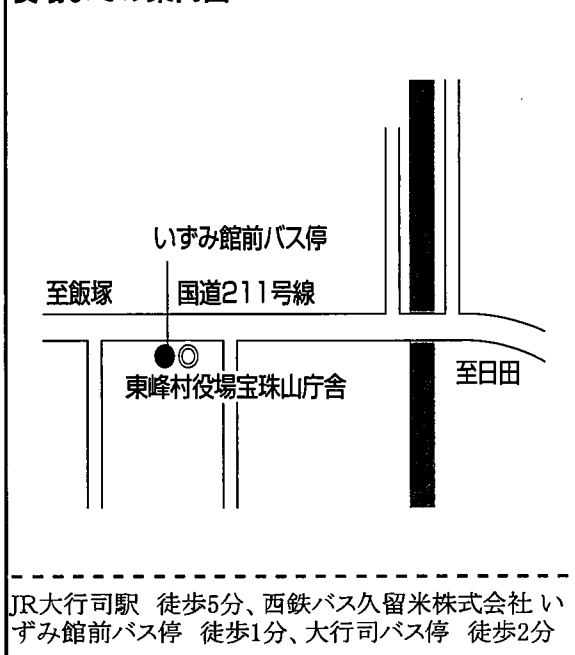 いずみ館前バス停
至飯塚
国道211号線
東峰村役場宝珠山庁舎
至日田
JR大行司駅 徒歩5分、西鉄バス久留米株式会社 い
ずみ館前バス停 徒歩1分、大行司バス停 徒歩2分